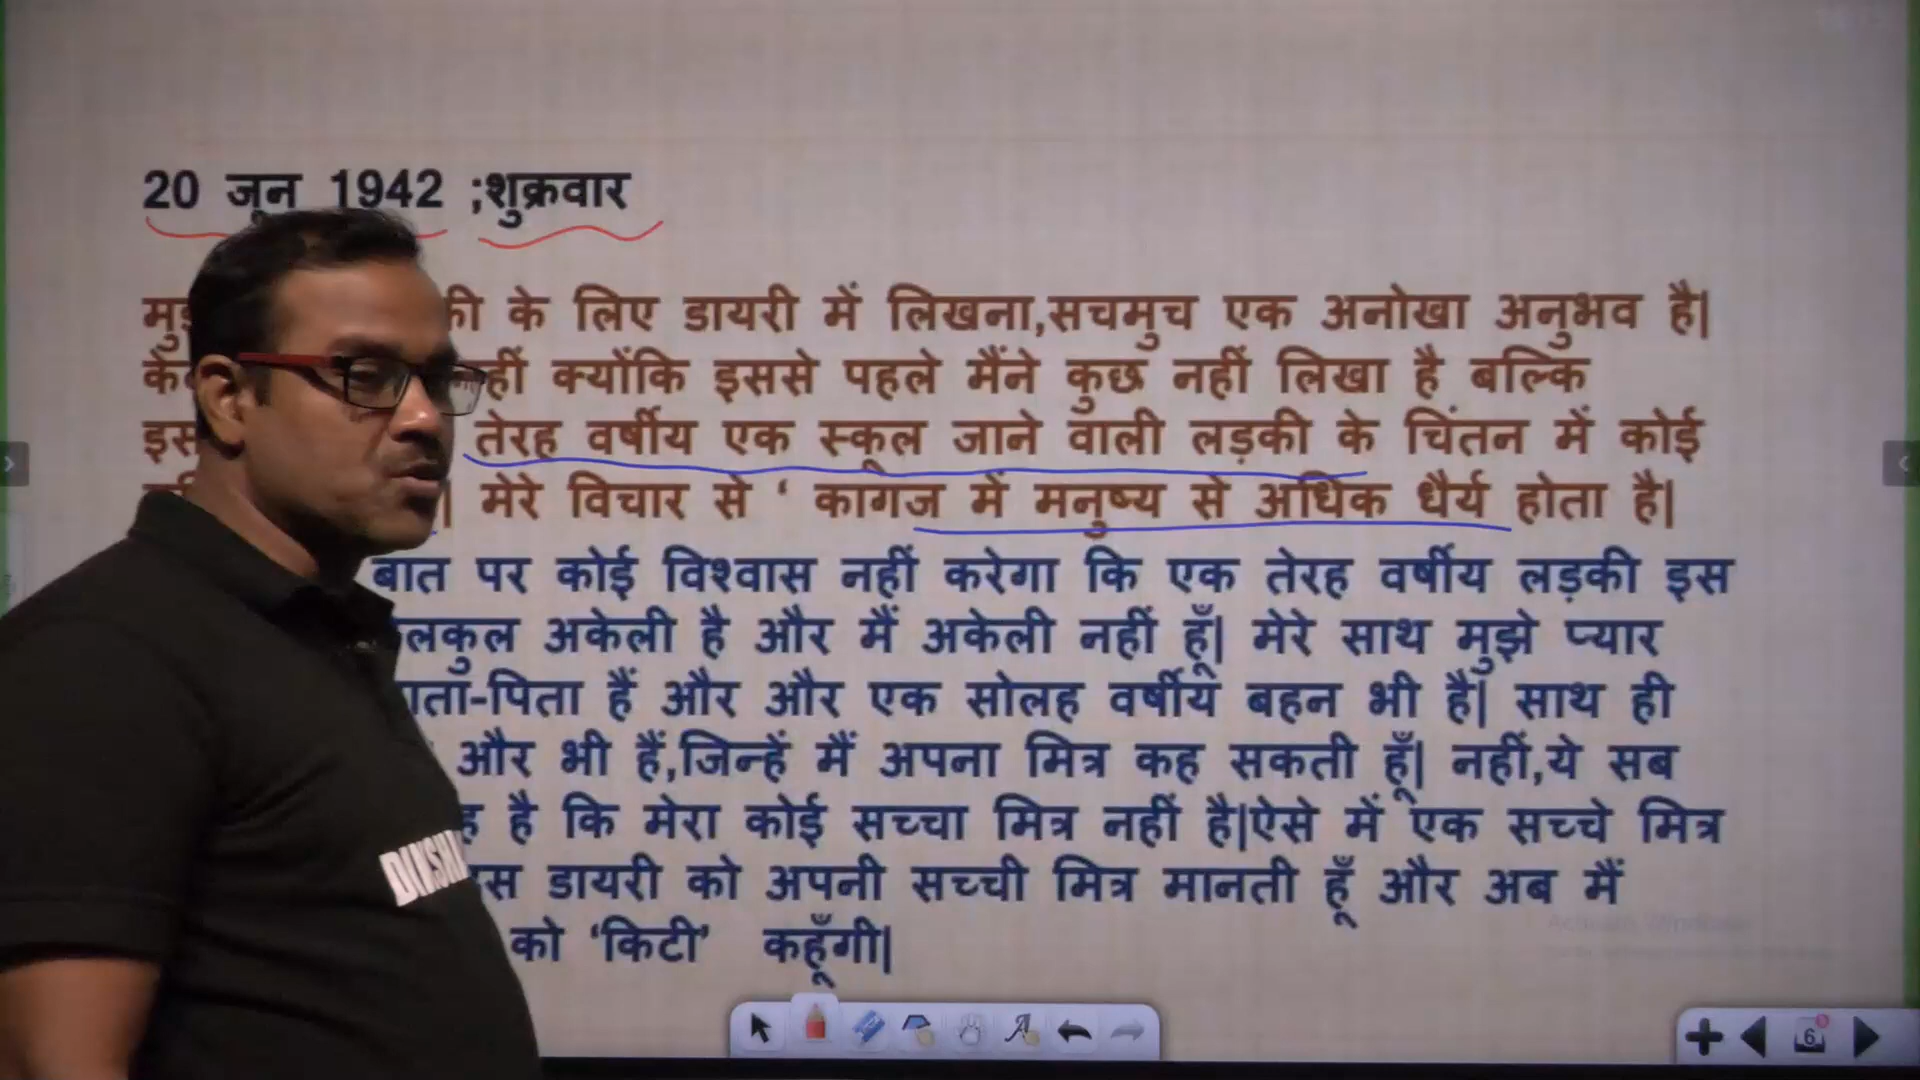 20 जून 1942 ;शुक्रवार
के लिए डायरी में लिखना,सचमुच एक अनोखा अनुभव है|
क्योंकि इससे पहले मैंने कुछ नहीं लिखा है बल्कि
तेरह वर्षीय एक स्कूल जाने वाली लड़की के चिंतन में कोई
| मेरे विचार से ‘ कागज में मनुष्य से अधिक धैर्य होता है|
बात पर कोई विश्वास नहीं करेगा कि एक तेरह वर्षीय लड़की इस
अकेली है और मैं अकेली नहीं हूँ| मेरे साथ मुझे प्यार
हैं और और एक सोलह वर्षीय बहन भी है| साथ ही
और भी हैं,जिन्हें मैं अपना मित्र कह सकती हूँ| नहीं,ये सब
है कि मेरा कोई सच्चा मित्र नहीं है|ऐसे में एक सच्चे मित्र
डायरी को अपनी सच्ची मित्र मानती हूँ और अब मैं
को ‘किटी’ कहूँगी|
6